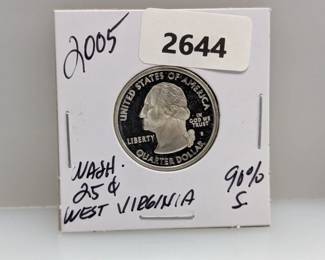 2005
2644
UNITED STATES OF AMERICA
LIBERTY
IN
GOD WE
TRUST
S
QUARTER DOLLAR
WASH.
25¢
WEST VIRGINIA
90%
S